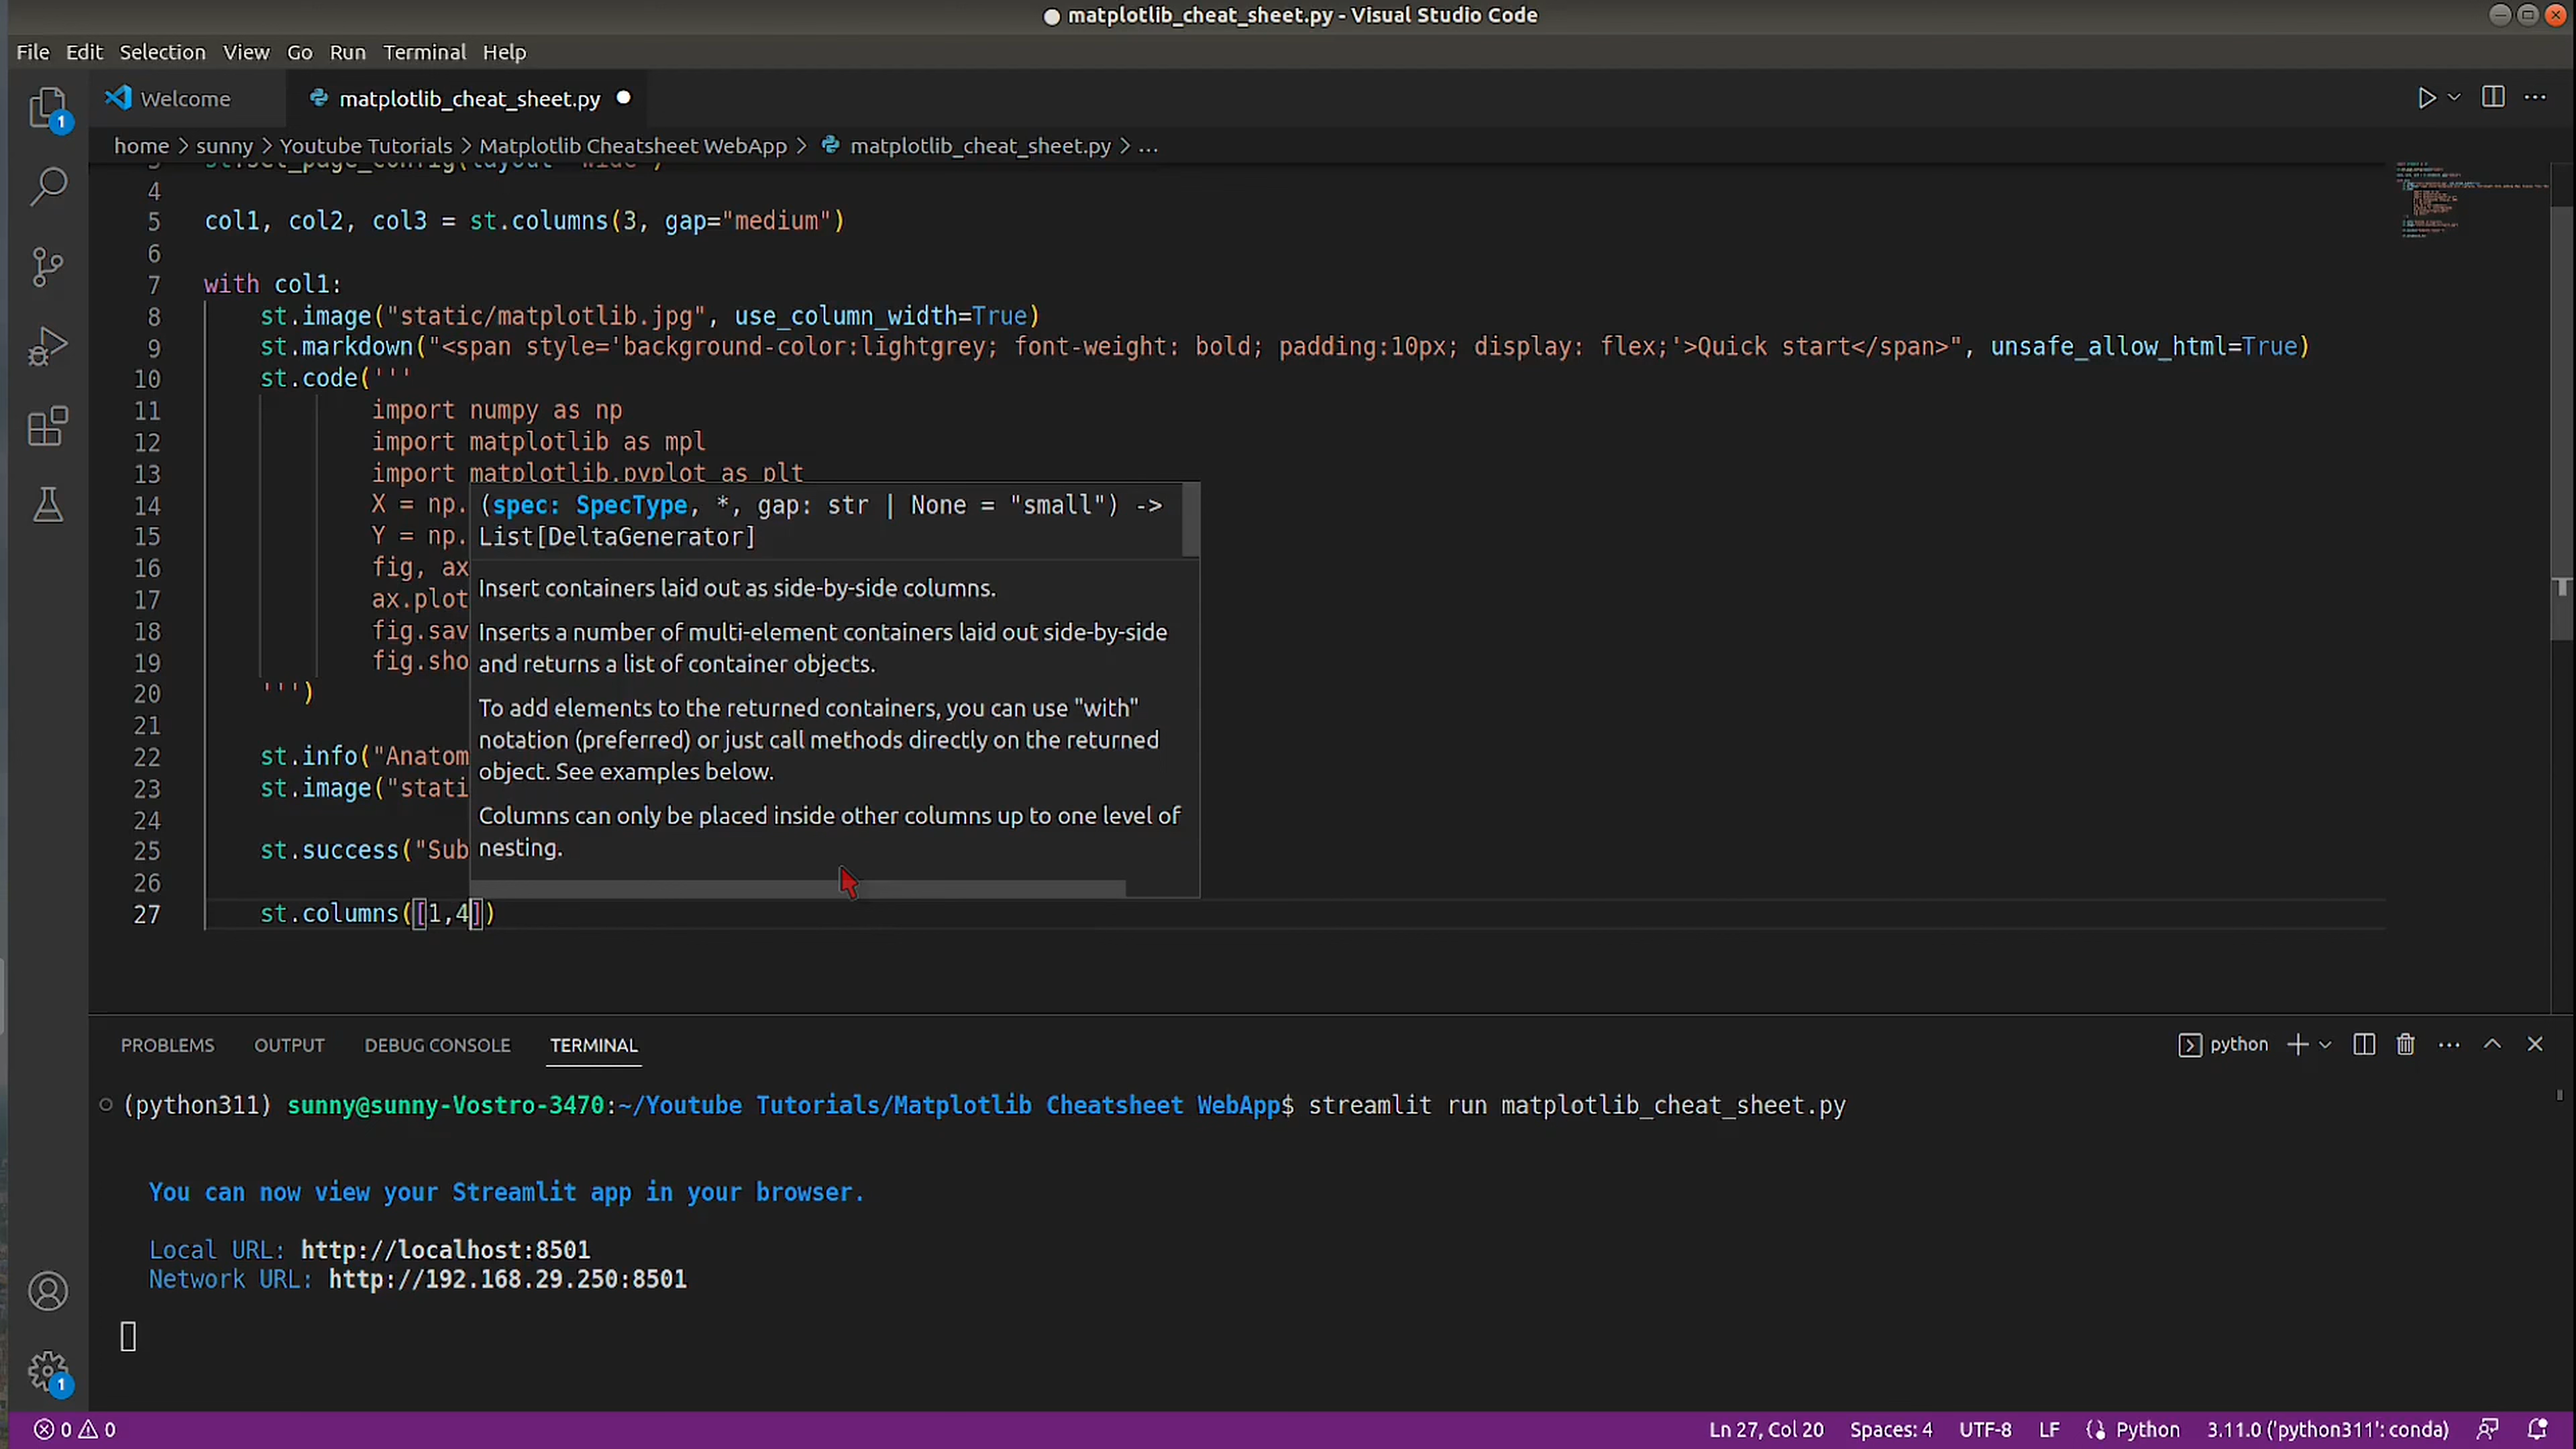 matplotlib_cheat_sheet.py - Visual Studio Code
File Edit Selection View Go Run Terminal Help
Welcome matplotlib_cheat_sheet.py
1
home > sunny > Youtube Tutorials > Matplotlib Cheatsheet WebApp > matplotlib_cheat_sheet.py > ...
4
5 col1, col2, col3 = st.columns(3, gap="medium")
6
7 with col1:
8 st.image("static/matplotlib.jpg", use_column_width=True)
9 st.markdown("<span style='background-color:lightgrey; font-weight: bold; padding:10px; display: flex;'>Quick start</span>", unsafe_allow_html=True)
10 st.code('''
11 import numpy as np
12 import matplotlib as mpl
13 import matplotlib.pyplot as plt
14 X = np.
15 Y = np.
16 fig, ax
17 ax.plot
18 fig.sav
19 fig.sho
20 ''')
21
22 st.info("Anatom
23 st.image("stati
24
25 st.success("Sub
26
27 st.columns([1,4])
(spec: SpecType, *, gap: str | None = "small") ->
List[DeltaGenerator]
Insert containers laid out as side-by-side columns.
Inserts a number of multi-element containers laid out side-by-side
and returns a list of container objects.
To add elements to the returned containers, you can use "with"
notation (preferred) or just call methods directly on the returned
object. See examples below.
Columns can only be placed inside other columns up to one level of
nesting.
PROBLEMS OUTPUT DEBUG CONSOLE TERMINAL python
(python311) sunny@sunny-Vostro-3470:~/Youtube Tutorials/Matplotlib Cheatsheet WebApp$ streamlit run matplotlib_cheat_sheet.py
You can now view your Streamlit app in your browser.
Local URL: http://localhost:8501
Network URL: http://192.168.29.250:8501
1
0 0 Ln 27, Col 20 Spaces: 4 UTF-8 LF Python 3.11.0 ('python311': conda)